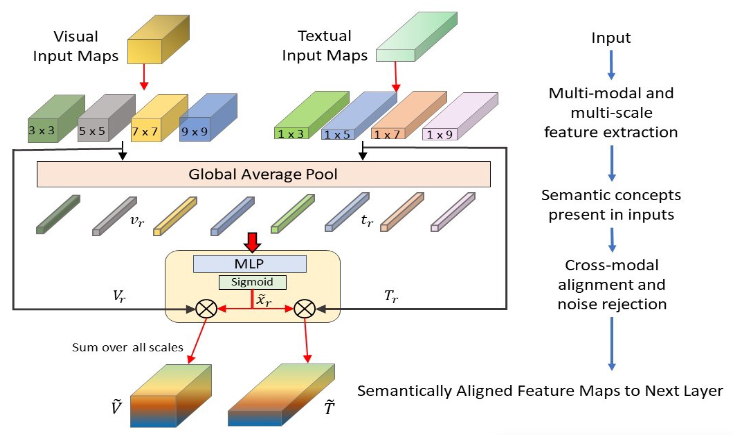 Visual
Input Maps
Textual
Input Maps
Input
3 x 3
5 x 5
7 x 7
9 x 9
1 x 3
1 x 5
1 x 7
1 x 9
Multi-modal and
multi-scale
feature extraction
Global Average Pool
v_r
t_r
Semantic concepts
present in inputs
MLP
Sigmoid
x̃_r
V_r
T_r
Cross-modal
alignment and
noise rejection
Sum over all scales
Ṽ
T̃
Semantically Aligned Feature Maps to Next Layer